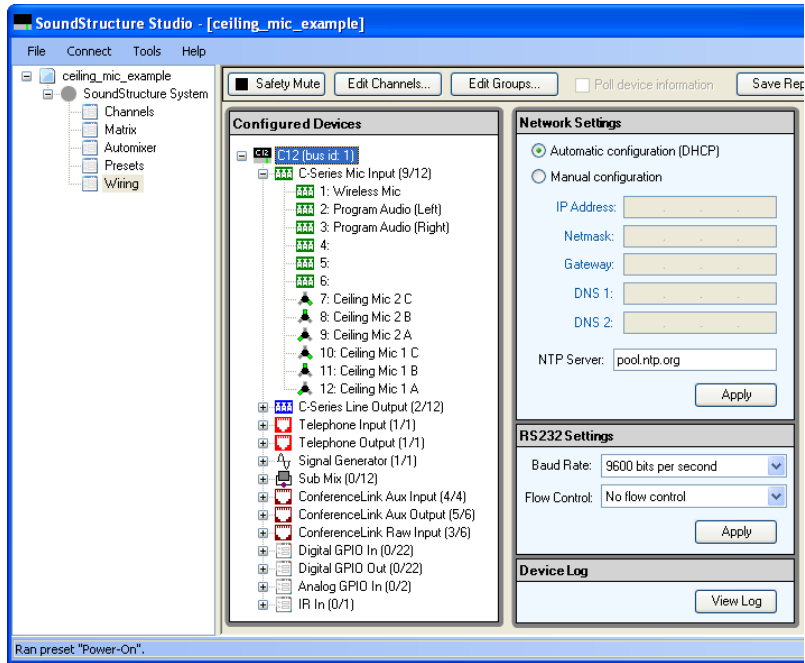 SoundStructure Studio - [ceiling_mic_example]
File Connect Tools Help
ceiling_mic_example
SoundStructure System
Channels
Matrix
Automixer
Presets
Wiring
Safety Mute Edit Channels... Edit Groups... Poll device information Save Rep
Configured Devices
C12 (bus id: 1)
C-Series Mic Input (9/12)
1: Wireless Mic
2: Program Audio (Left)
3: Program Audio (Right)
4:
5:
6:
7: Ceiling Mic 2 C
8: Ceiling Mic 2 B
9: Ceiling Mic 2 A
10: Ceiling Mic 1 C
11: Ceiling Mic 1 B
12: Ceiling Mic 1 A
C-Series Line Output (2/12)
Telephone Input (1/1)
Telephone Output (1/1)
Signal Generator (1/1)
Sub Mix (0/12)
ConferenceLink Aux Input (4/4)
ConferenceLink Aux Output (5/6)
ConferenceLink Raw Input (3/6)
Digital GPIO In (0/22)
Digital GPIO Out (0/22)
Analog GPIO In (0/2)
IR In (0/1)
Network Settings
Automatic configuration (DHCP)
Manual configuration
IP Address:
Netmask:
Gateway:
DNS 1:
DNS 2:
NTP Server: pool.ntp.org
Apply
RS232 Settings
Baud Rate: 9600 bits per second
Flow Control: No flow control
Apply
Device Log
View Log
Ran preset "Power-On".